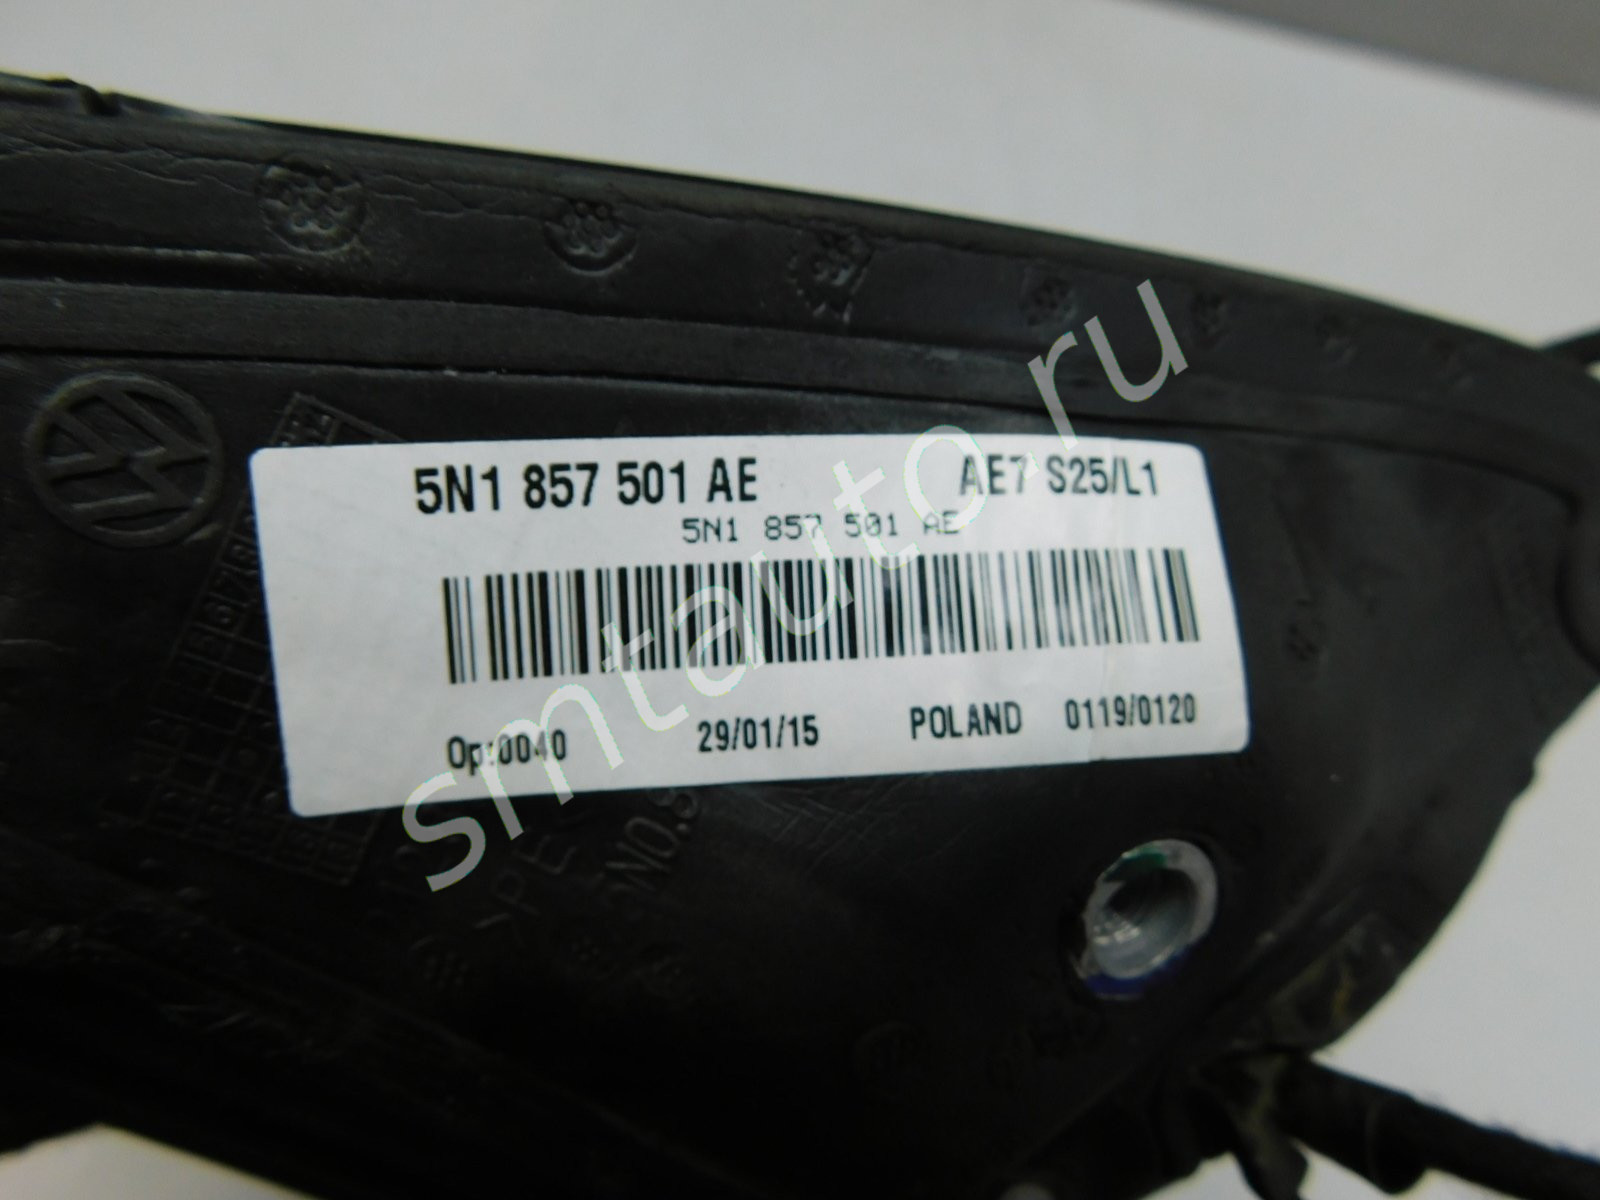 5N1 857 501 AE AE7 S25/L1
5N1 857 501 AE
Op:0040 29/01/15 POLAND 0119/0120
smtauto.ru